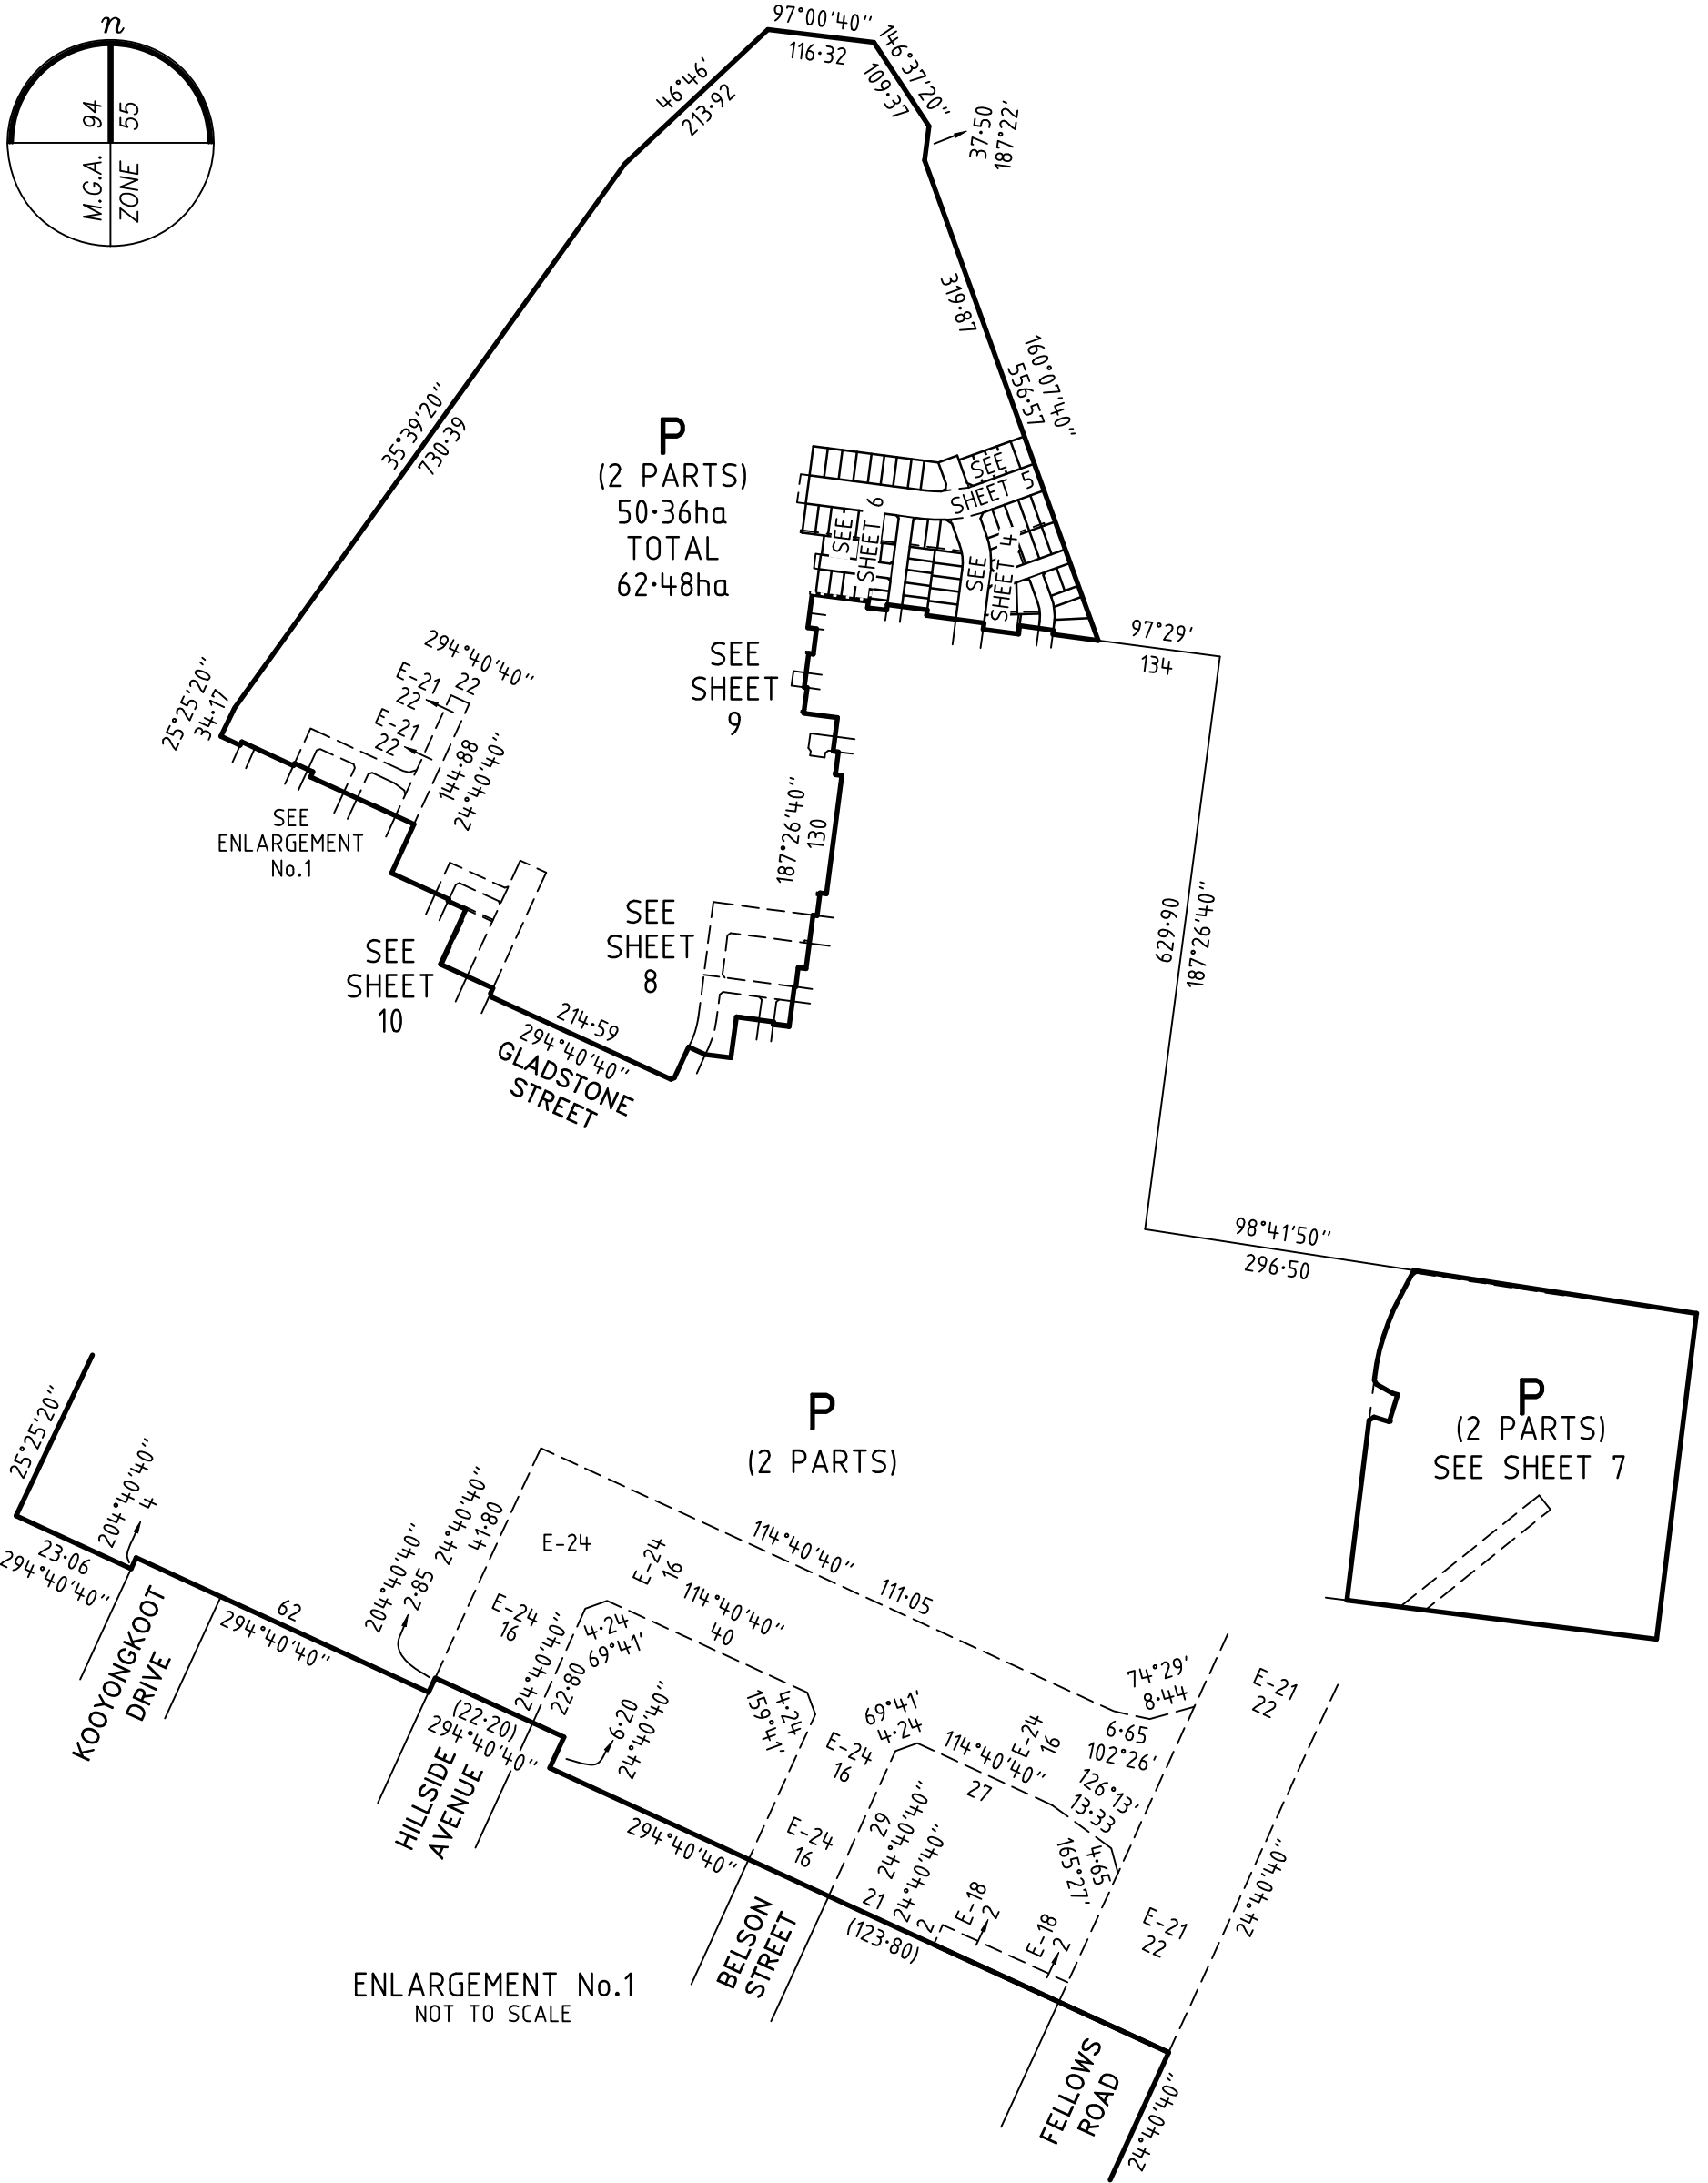 n
M.G.A. 94
ZONE 55
97°00'40"
116·32
146°37'20"
109·37
37·50
187°22'
46°46'
213·92
319·87
160°07'40"
556·57
35°39'20"
730·39
P
(2 PARTS)
50·36ha
TOTAL
62·48ha
SEE
SHEET 5
SEE
SHEET 6
SEE
SHEET 4
97°29'
134
SEE
SHEET
9
294°40'40"
22
E-21
22
E-21
22
144·88
24°40'40"
25°25'20"
34·17
SEE
ENLARGEMENT
No.1
187°26'40"
130
SEE
SHEET
8
SEE
SHEET
10
214·59
294°40'40"
GLADSTONE
STREET
629·90
187°26'40"
98°41'50"
296·50
P
(2 PARTS)
SEE SHEET 7
P
(2 PARTS)
25°25'20"
204°40'40"
4
23·06
294°40'40"
KOOYONGKOOT
DRIVE
62
294°40'40"
204°40'40"
2·85
24°40'40"
41·80
E-24
E-24
16
E-24
16
114°40'40"
111·05
114°40'40"
40
4·24
69°41'
24°40'40"
22·80
(22·20)
294°40'40"
HILLSIDE
AVENUE
6·20
24°40'40"
4·24
159°41'
E-24
16
69°41'
4·24
E-24
16
114°40'40"
27
74°29'
8·44
6·65
102°26'
126°13'
13·33
4·65
165°27'
E-21
22
294°40'40"
E-24
16
29
24°40'40"
24°40'40"
2
21
(123·80)
E-18
2
E-18
2
E-21
22
24°40'40"
BELSON
STREET
ENLARGEMENT No.1
NOT TO SCALE
FELLOWS
ROAD
24°40'40"